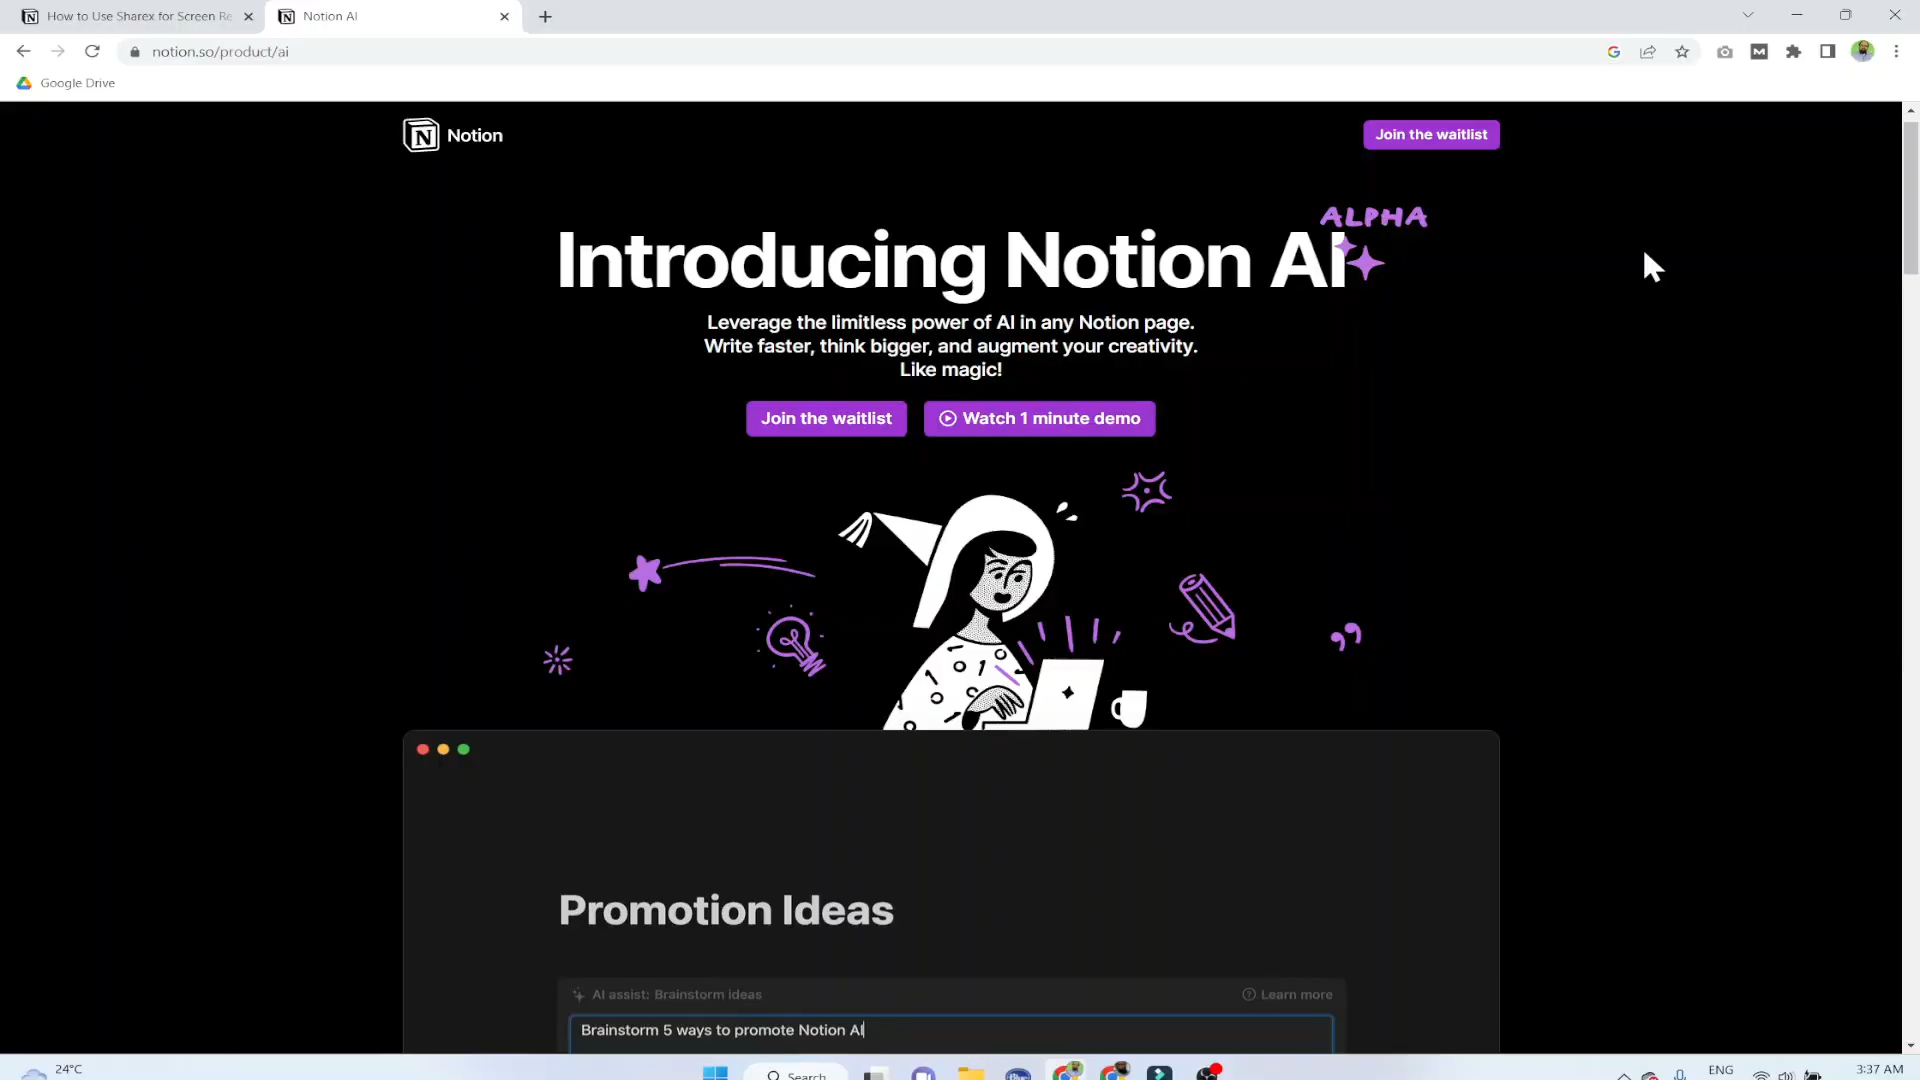 How to Use Sharex for Screen Re
Notion AI
notion.so/product/ai
Google Drive
Notion
Join the waitlist
ALPHA
Introducing Notion AI
Leverage the limitless power of AI in any Notion page.
Write faster, think bigger, and augment your creativity.
Like magic!
Join the waitlist
Watch 1 minute demo
Promotion Ideas
AI assist: Brainstorm ideas
Learn more
Brainstorm 5 ways to promote Notion AI
24°C
Search
ENG
3:37 AM